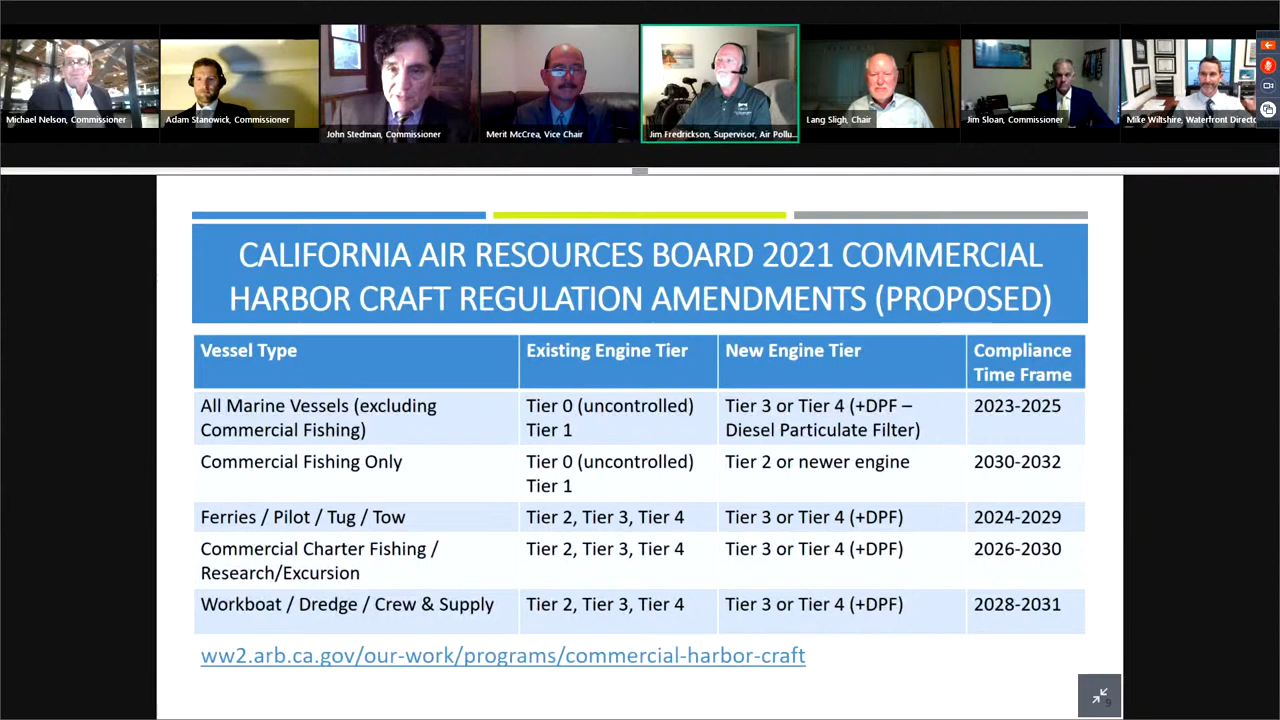 Michael Nelson, Commissioner
Adam Stanowick, Commissioner
John Stedman, Commissioner
Merit McCrea, Vice Chair
Jim Fredrickson, Supervisor, Air Pollu...
Lang Sligh, Chair
Jim Sloan, Commissioner
Mike Wiltshire, Waterfront Directo
CALIFORNIA AIR RESOURCES BOARD 2021 COMMERCIAL
HARBOR CRAFT REGULATION AMENDMENTS (PROPOSED)
Vessel Type
Existing Engine Tier
New Engine Tier
Compliance
Time Frame
All Marine Vessels (excluding
Commercial Fishing)
Tier 0 (uncontrolled)
Tier 1
Tier 3 or Tier 4 (+DPF –
Diesel Particulate Filter)
2023-2025
Commercial Fishing Only
Tier 0 (uncontrolled)
Tier 1
Tier 2 or newer engine
2030-2032
Ferries / Pilot / Tug / Tow
Tier 2, Tier 3, Tier 4
Tier 3 or Tier 4 (+DPF)
2024-2029
Commercial Charter Fishing /
Research/Excursion
Tier 2, Tier 3, Tier 4
Tier 3 or Tier 4 (+DPF)
2026-2030
Workboat / Dredge / Crew & Supply
Tier 2, Tier 3, Tier 4
Tier 3 or Tier 4 (+DPF)
2028-2031
ww2.arb.ca.gov/our-work/programs/commercial-harbor-craft
9